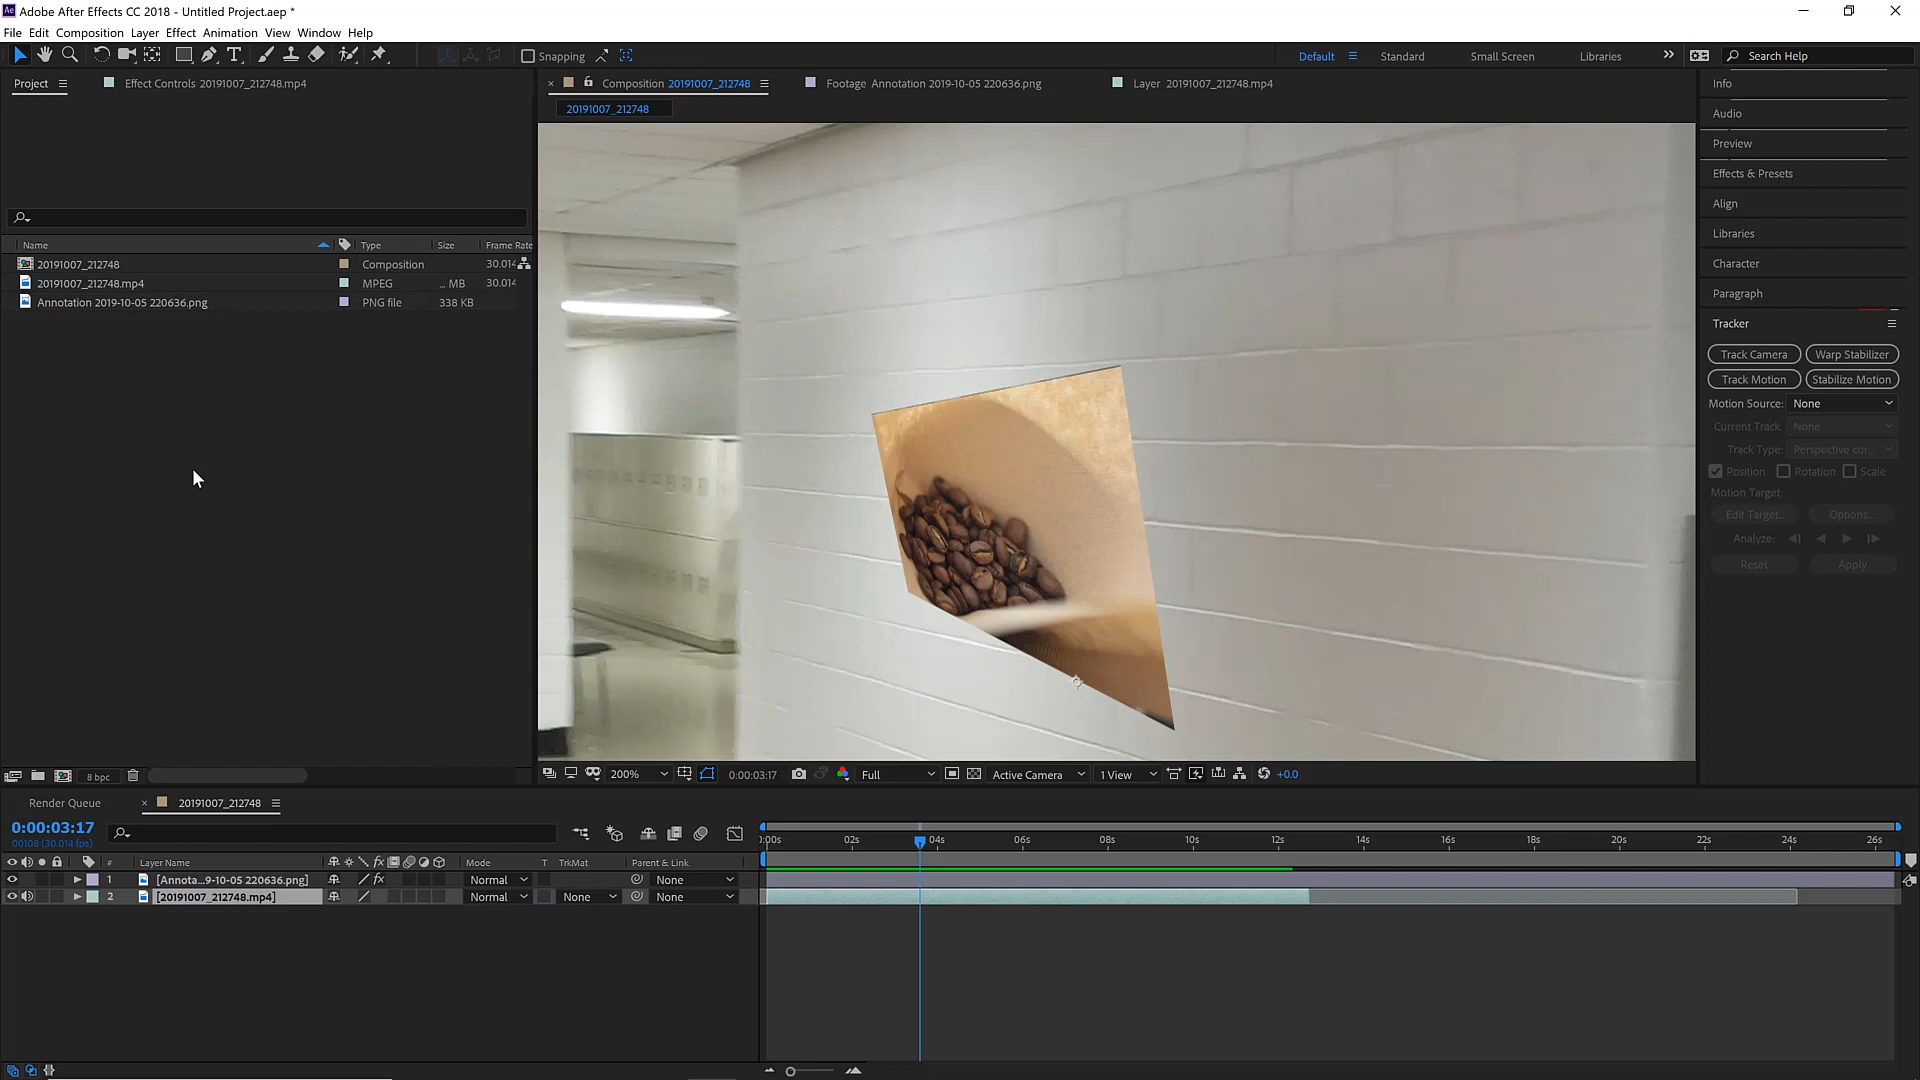 Adobe After Effects CC 2018 - Untitled Project.aep *
File Edit Composition Layer Effect Animation View Window Help
Snapping
Default Standard Small Screen Libraries Search Help
Project Effect Controls 20191007_212748.mp4
Composition 20191007_212748 Footage Annotation 2019-10-05 220636.png Layer 20191007_212748.mp4
20191007_212748
Name Type Size Frame Rate
20191007_212748 Composition 30.014
20191007_212748.mp4 MPEG ... MB 30.014
Annotation 2019-10-05 220636.png PNG file 338 KB
Info
Audio
Preview
Effects & Presets
Align
Libraries
Character
Paragraph
Tracker
Track Camera Warp Stabilizer
Track Motion Stabilize Motion
Motion Source: None
Current Track: None
Track Type: Perspective cor...
Position Rotation Scale
Motion Target:
Edit Target... Options...
Analyze:
Reset Apply
8 bpc
200% 0:00:03:17 Full Active Camera 1 View +0.0
Render Queue 20191007_212748
0:00:03:17
00108 (30.014 fps)
# Layer Name fx Mode T TrkMat Parent & Link
1 [Annota...9-10-05 220636.png] fx Normal None
2 [20191007_212748.mp4] Normal None None
:00s 02s 04s 06s 08s 10s 12s 14s 16s 18s 20s 22s 24s 26s